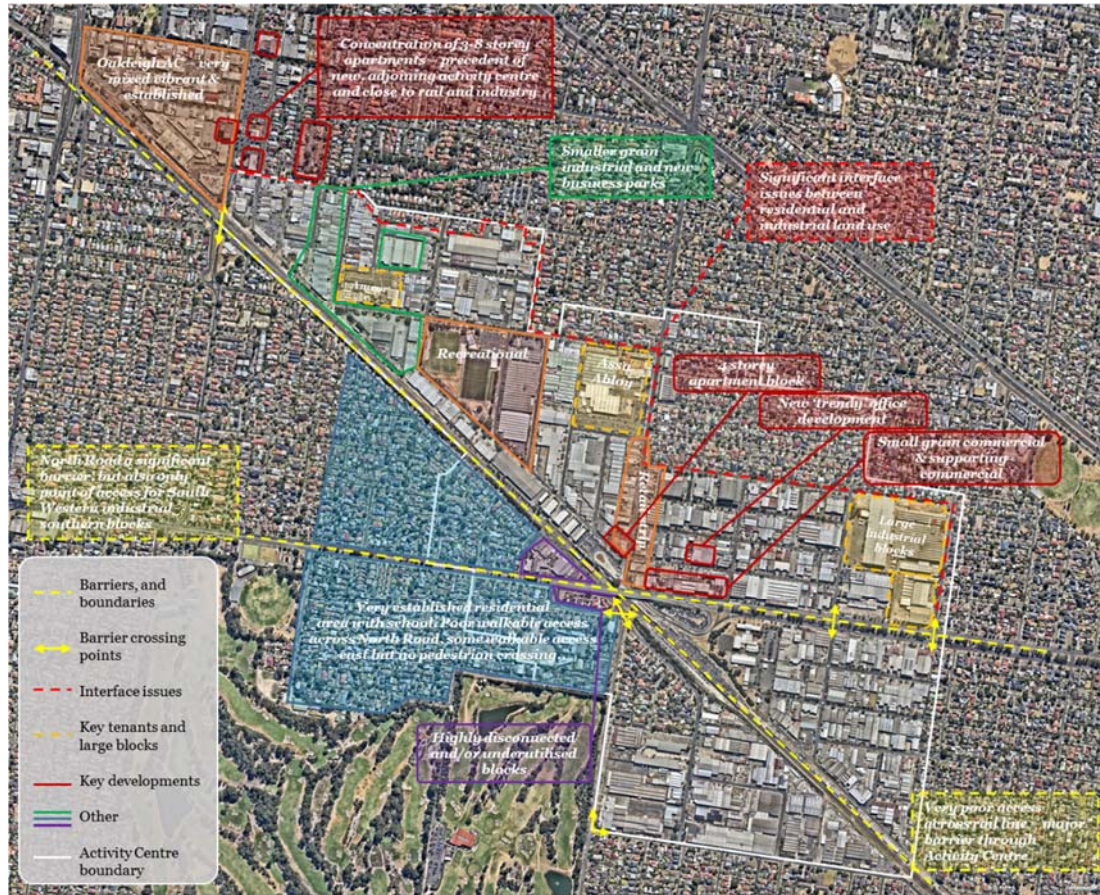 Oakleigh AC – very
mixed vibrant &
established
Concentration of 3-8 storey
apartments – precedent of
new, adjoining activity centre
and close to rail and industry
Smaller grain
industrial and new
business parks
Significant interface
issues between
residential and
industrial land use
Recreational
Assa
Abloy
4 storey
apartment block
New 'trendy' office
development
Small grain commercial
& supporting
commercial
North Road a significant
barrier, but also only
point of access for South
Western industrial
southern blocks
Large
industrial
blocks
Very established residential
area with school. Poor walkable access
across North Road, some walkable access
east but no pedestrian crossing.
Highly disconnected
and/or underutilised
blocks
Very poor access
across rail line – major
barrier through
Activity Centre
Barriers, and
boundaries
Barrier crossing
points
Interface issues
Key tenants and
large blocks
Key developments
Other
Activity Centre
boundary